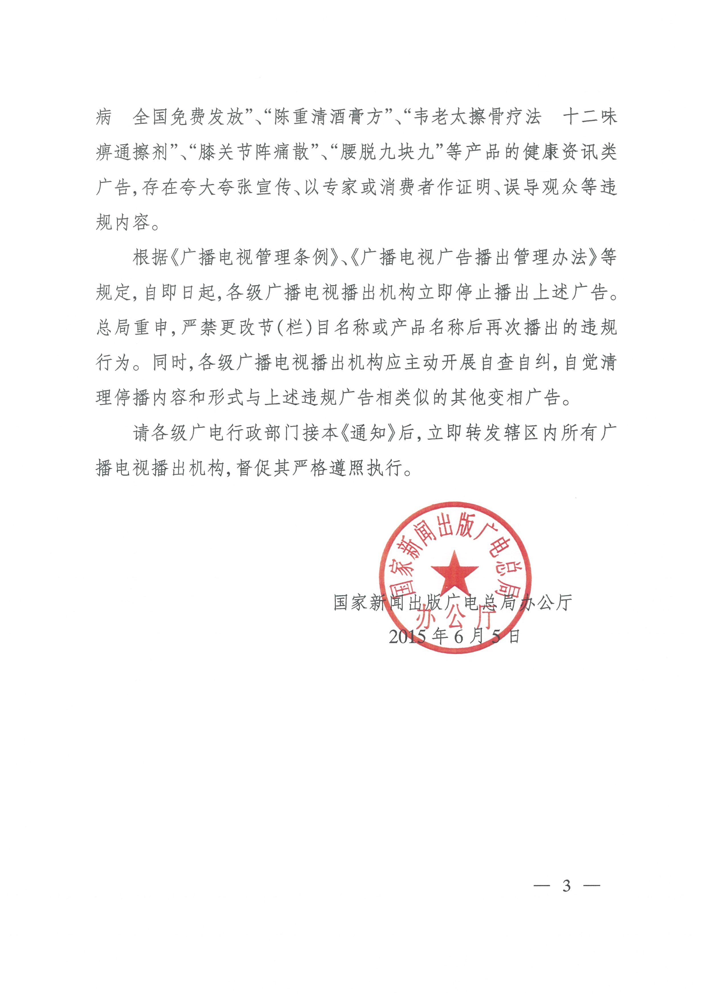 病　全国免费发放”、“陈重清酒膏方”、“韦老太擦骨疗法　十二味
痹通擦剂”、“膝关节阵痛散”、“腰脱九块九”等产品的健康资讯类
广告,存在夸大夸张宣传、以专家或消费者作证明、误导观众等违
规内容。
根据《广播电视管理条例》、《广播电视广告播出管理办法》等
规定,自即日起,各级广播电视播出机构立即停止播出上述广告。
总局重申,严禁更改节(栏)目名称或产品名称后再次播出的违规
行为。同时,各级广播电视播出机构应主动开展自查自纠,自觉清
理停播内容和形式与上述违规广告相类似的其他变相广告。
请各级广电行政部门接本《通知》后,立即转发辖区内所有广
播电视播出机构,督促其严格遵照执行。
国家新闻出版广电总局
国家新闻出版广电总局办公厅
办公厅
2015年6月5日
— 3 —